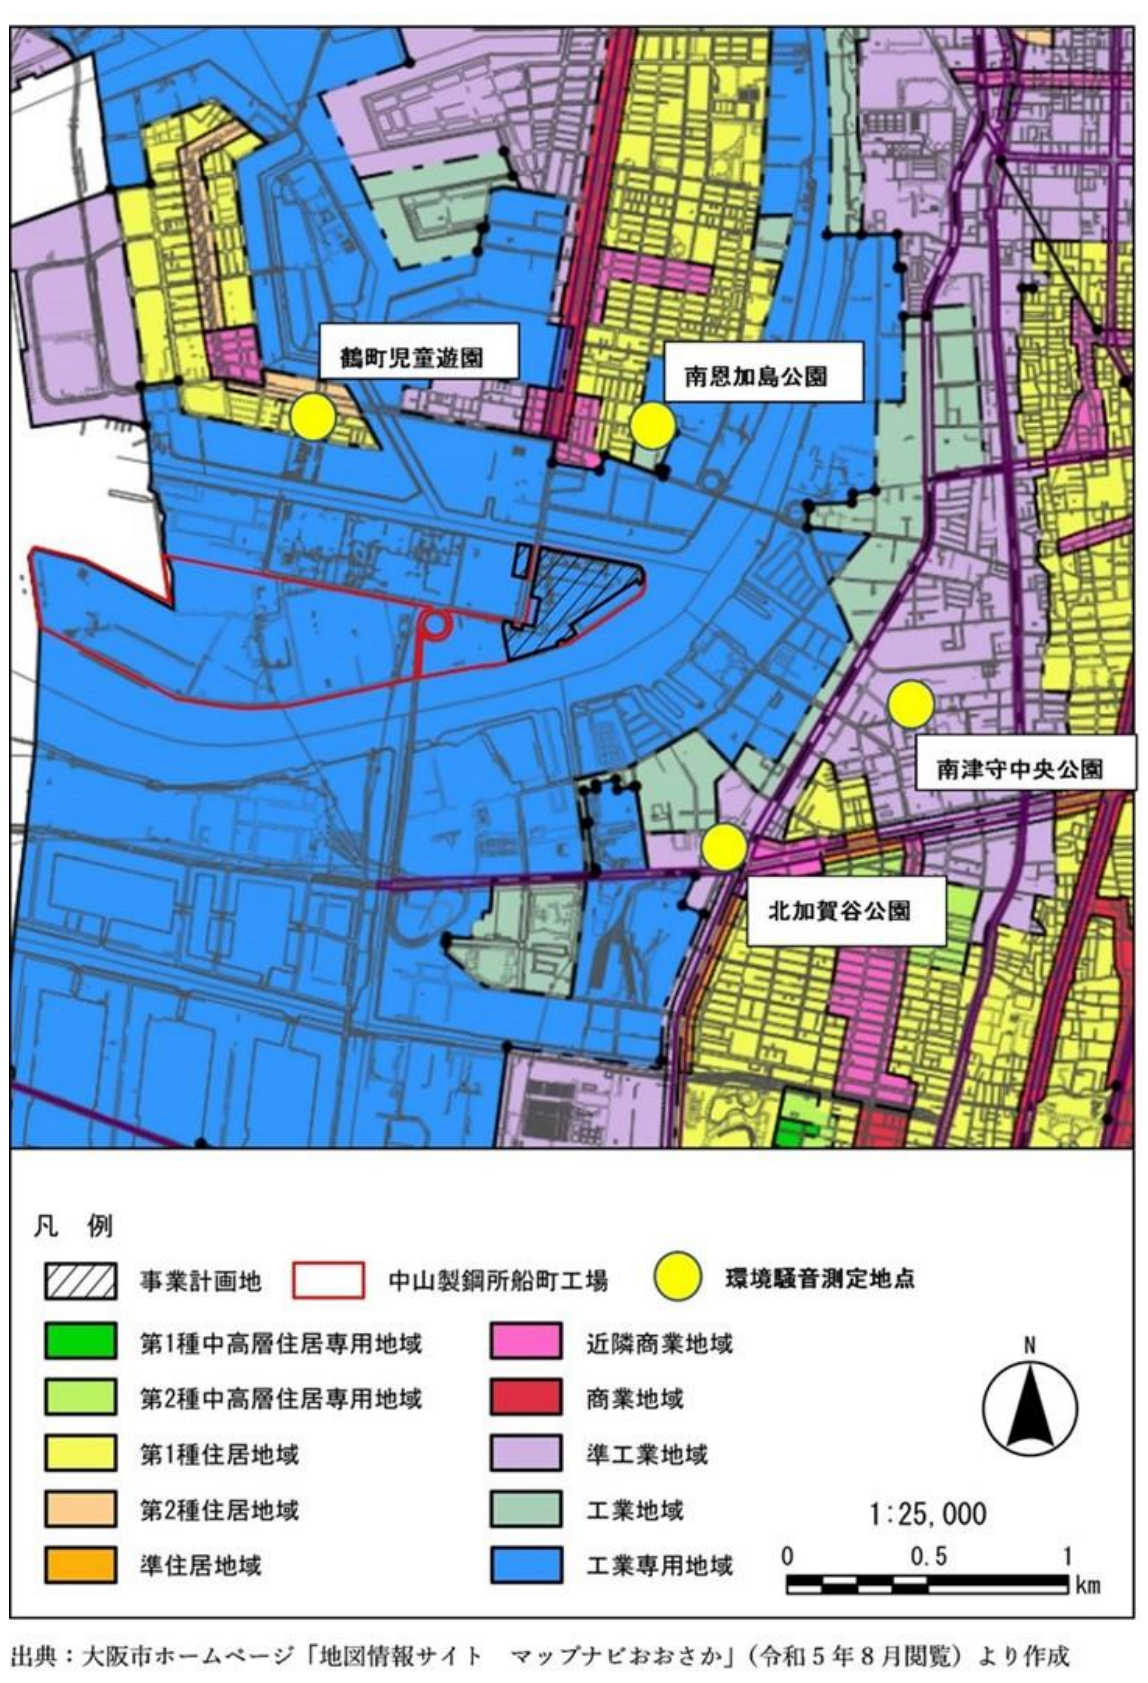 鶴町児童遊園
南恩加島公園
南津守中央公園
北加賀谷公園
凡 例
事業計画地
中山製鋼所船町工場
環境騒音測定地点
第1種中高層住居専用地域
近隣商業地域
第2種中高層住居専用地域
商業地域
第1種住居地域
準工業地域
第2種住居地域
工業地域
準住居地域
工業専用地域
N
1:25,000
0 0.5 1
km
出典：大阪市ホームページ「地図情報サイト マップナビおおさか」（令和5年8月閲覧）より作成